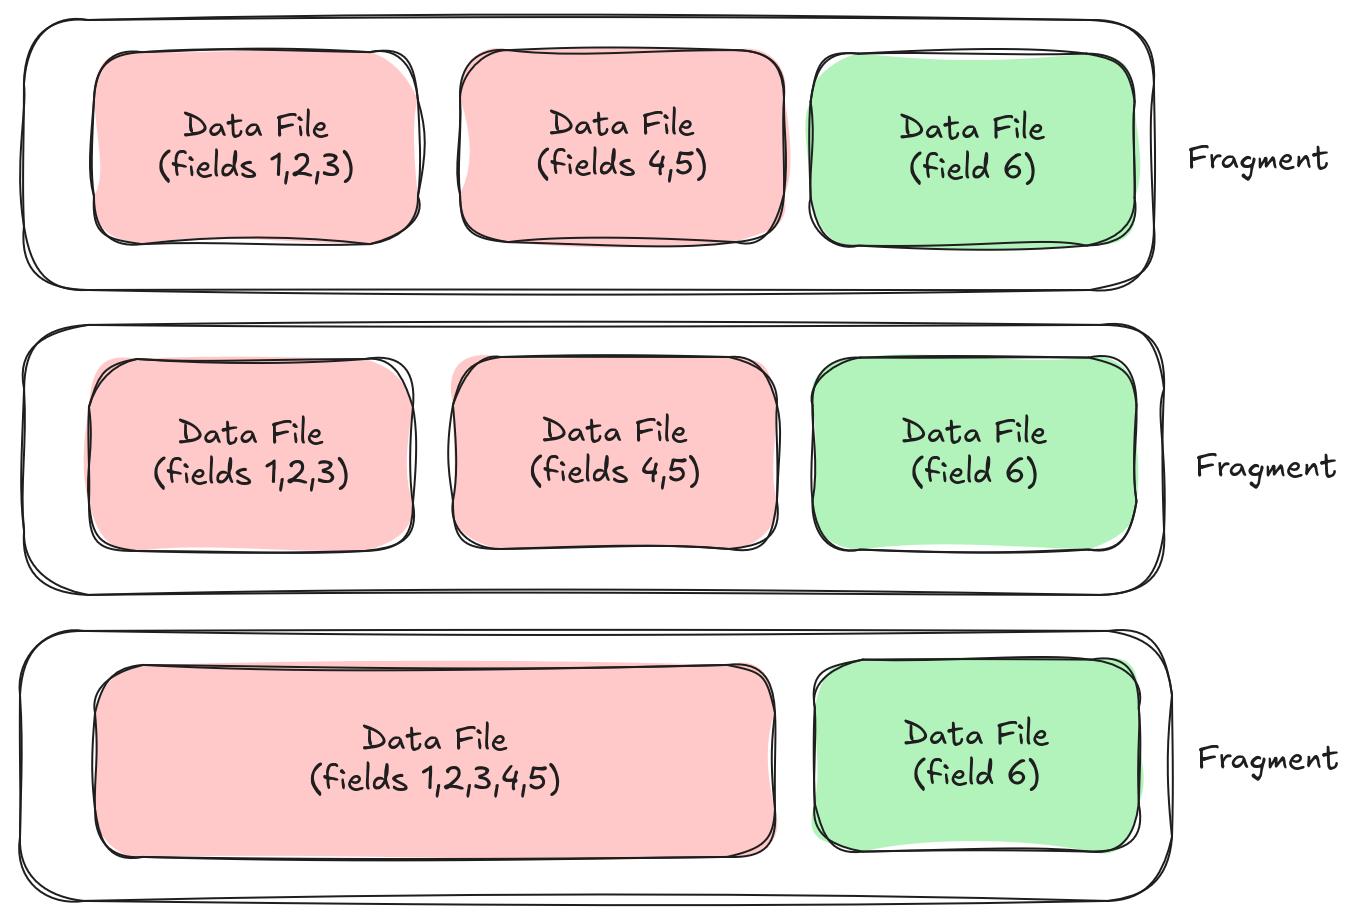 Data File
(fields 1,2,3)
Data File
(fields 4,5)
Data File
(field 6)
Fragment
Data File
(fields 1,2,3)
Data File
(fields 4,5)
Data File
(field 6)
Fragment
Data File
(fields 1,2,3,4,5)
Data File
(field 6)
Fragment